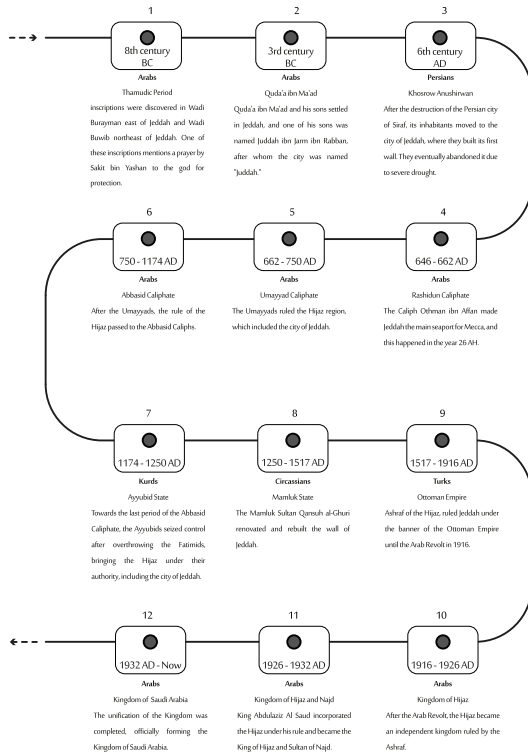 1
8th century
BC
Arabs
Thamudic Period
inscriptions were discovered in Wadi
Burayman east of Jeddah and Wadi
Buwib northeast of Jeddah. One of
these inscriptions mentions a prayer by
Sakit bin Yashan to the god for
protection.
2
3rd century
BC
Arabs
Quda'a ibn Ma'ad
Quda'a ibn Ma'ad and his sons settled
in Jeddah, and one of his sons was
named Juddah ibn Jarm ibn Rabban,
after whom the city was named
"Juddah."
3
6th century
AD
Persians
Khosrow Anushirwan
After the destruction of the Persian city
of Siraf, its inhabitants moved to the
city of Jeddah, where they built its first
wall. They eventually abandoned it due
to severe drought.
4
646 - 662 AD
Arabs
Rashidun Caliphate
The Caliph Othman ibn Affan made
Jeddah the main seaport for Mecca, and
this happened in the year 26 AH.
5
662 - 750 AD
Arabs
Umayyad Caliphate
The Umayyads ruled the Hijaz region,
which included the city of Jeddah.
6
750 - 1174 AD
Arabs
Abbasid Caliphate
After the Umayyads, the rule of the
Hijaz passed to the Abbasid Caliphs.
7
1174 - 1250 AD
Kurds
Ayyubid State
Towards the last period of the Abbasid
Caliphate, the Ayyubids seized control
after overthrowing the Fatimids,
bringing the Hijaz under their
authority, including the city of Jeddah.
8
1250 - 1517 AD
Circassians
Mamluk State
The Mamluk Sultan Qansuh al-Ghuri
renovated and rebuilt the wall of
Jeddah.
9
1517 - 1916 AD
Turks
Ottoman Empire
Ashraf of the Hijaz, ruled Jeddah under
the banner of the Ottoman Empire
until the Arab Revolt in 1916.
10
1916 - 1926 AD
Arabs
Kingdom of Hijaz
After the Arab Revolt, the Hijaz became
an independent kingdom ruled by the
Ashraf.
11
1926 - 1932 AD
Arabs
Kingdom of Hijaz and Najd
King Abdulaziz Al Saud incorporated
the Hijaz under his rule and became the
King of Hijaz and Sultan of Najd.
12
1932 AD - Now
Arabs
Kingdom of Saudi Arabia
The unification of the Kingdom was
completed, officially forming the
Kingdom of Saudi Arabia.